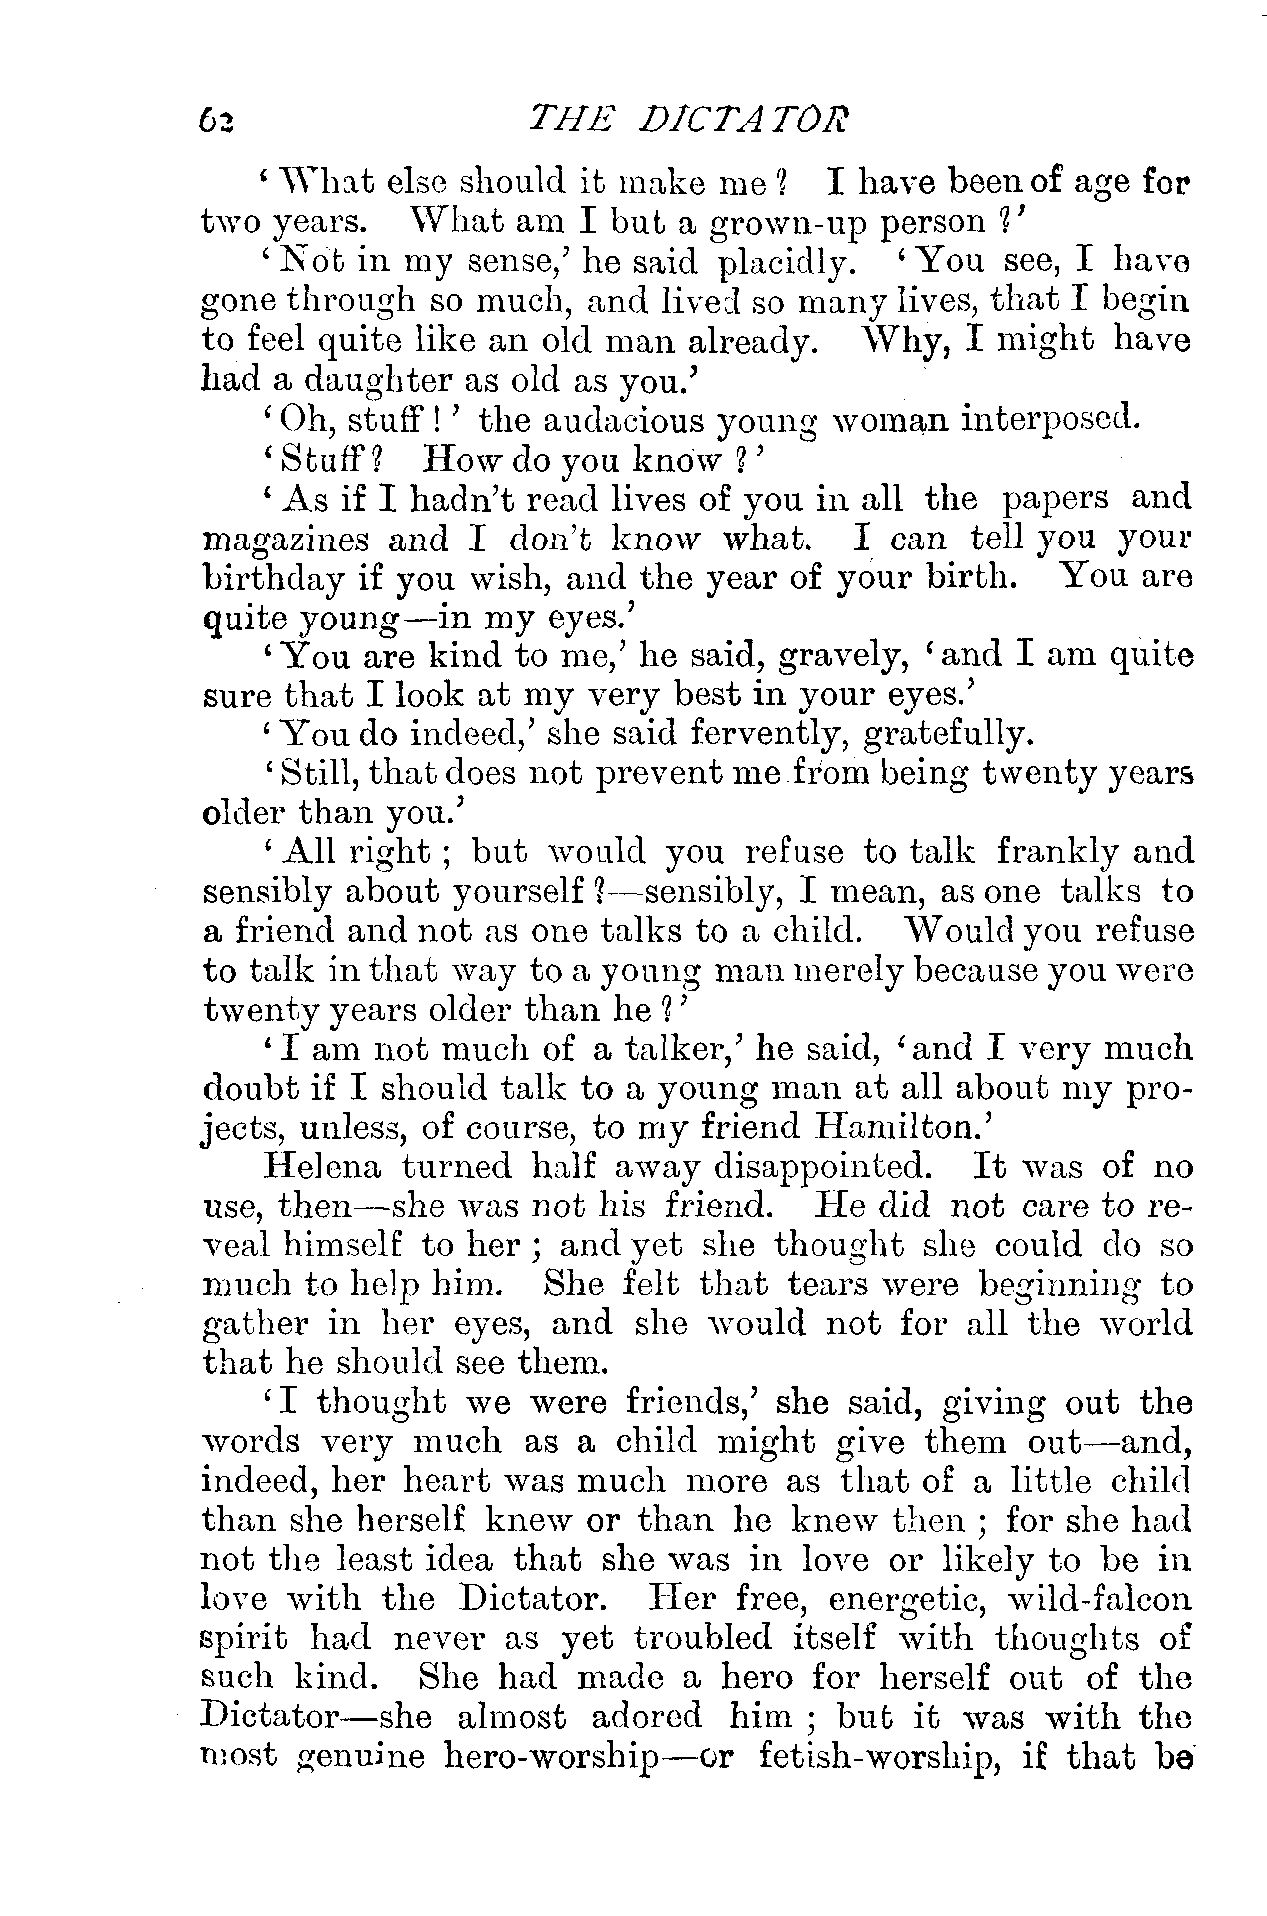 62 THE DICTATOR
‘What else should it make me? I have been of age for
two years. What am I but a grown-up person?’
‘Not in my sense,’ he said placidly. ‘You see, I have
gone through so much, and lived so many lives, that I begin
to feel quite like an old man already. Why, I might have
had a daughter as old as you.’
‘Oh, stuff!’ the audacious young woman interposed.
‘Stuff? How do you know?’
‘As if I hadn’t read lives of you in all the papers and
magazines and I don’t know what. I can tell you your
birthday if you wish, and the year of your birth. You are
quite young—in my eyes.’
‘You are kind to me,’ he said, gravely, ‘and I am quite
sure that I look at my very best in your eyes.’
‘You do indeed,’ she said fervently, gratefully.
‘Still, that does not prevent me from being twenty years
older than you.’
‘All right; but would you refuse to talk frankly and
sensibly about yourself?—sensibly, I mean, as one talks to
a friend and not as one talks to a child. Would you refuse
to talk in that way to a young man merely because you were
twenty years older than he?’
‘I am not much of a talker,’ he said, ‘and I very much
doubt if I should talk to a young man at all about my pro-
jects, unless, of course, to my friend Hamilton.’
Helena turned half away disappointed. It was of no
use, then—she was not his friend. He did not care to re-
veal himself to her; and yet she thought she could do so
much to help him. She felt that tears were beginning to
gather in her eyes, and she would not for all the world
that he should see them.
‘I thought we were friends,’ she said, giving out the
words very much as a child might give them out—and,
indeed, her heart was much more as that of a little child
than she herself knew or than he knew then; for she had
not the least idea that she was in love or likely to be in
love with the Dictator. Her free, energetic, wild-falcon
spirit had never as yet troubled itself with thoughts of
such kind. She had made a hero for herself out of the
Dictator—she almost adored him; but it was with the
most genuine hero-worship—or fetish-worship, if that be